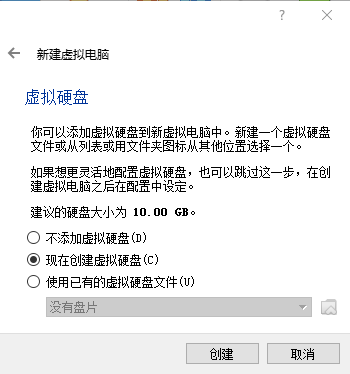 ?
新建虚拟电脑
虚拟硬盘
你可以添加虚拟硬盘到新虚拟电脑中。新建一个虚拟硬盘
文件或从列表或用文件夹图标从其他位置选择一个。
如果想更灵活地配置虚拟硬盘，也可以跳过这一步，在创
建虚拟电脑之后在配置中设定。
建议的硬盘大小为 10.00 GB。
不添加虚拟硬盘(D)
现在创建虚拟硬盘(C)
使用已有的虚拟硬盘文件(U)
没有盘片
创建
取消